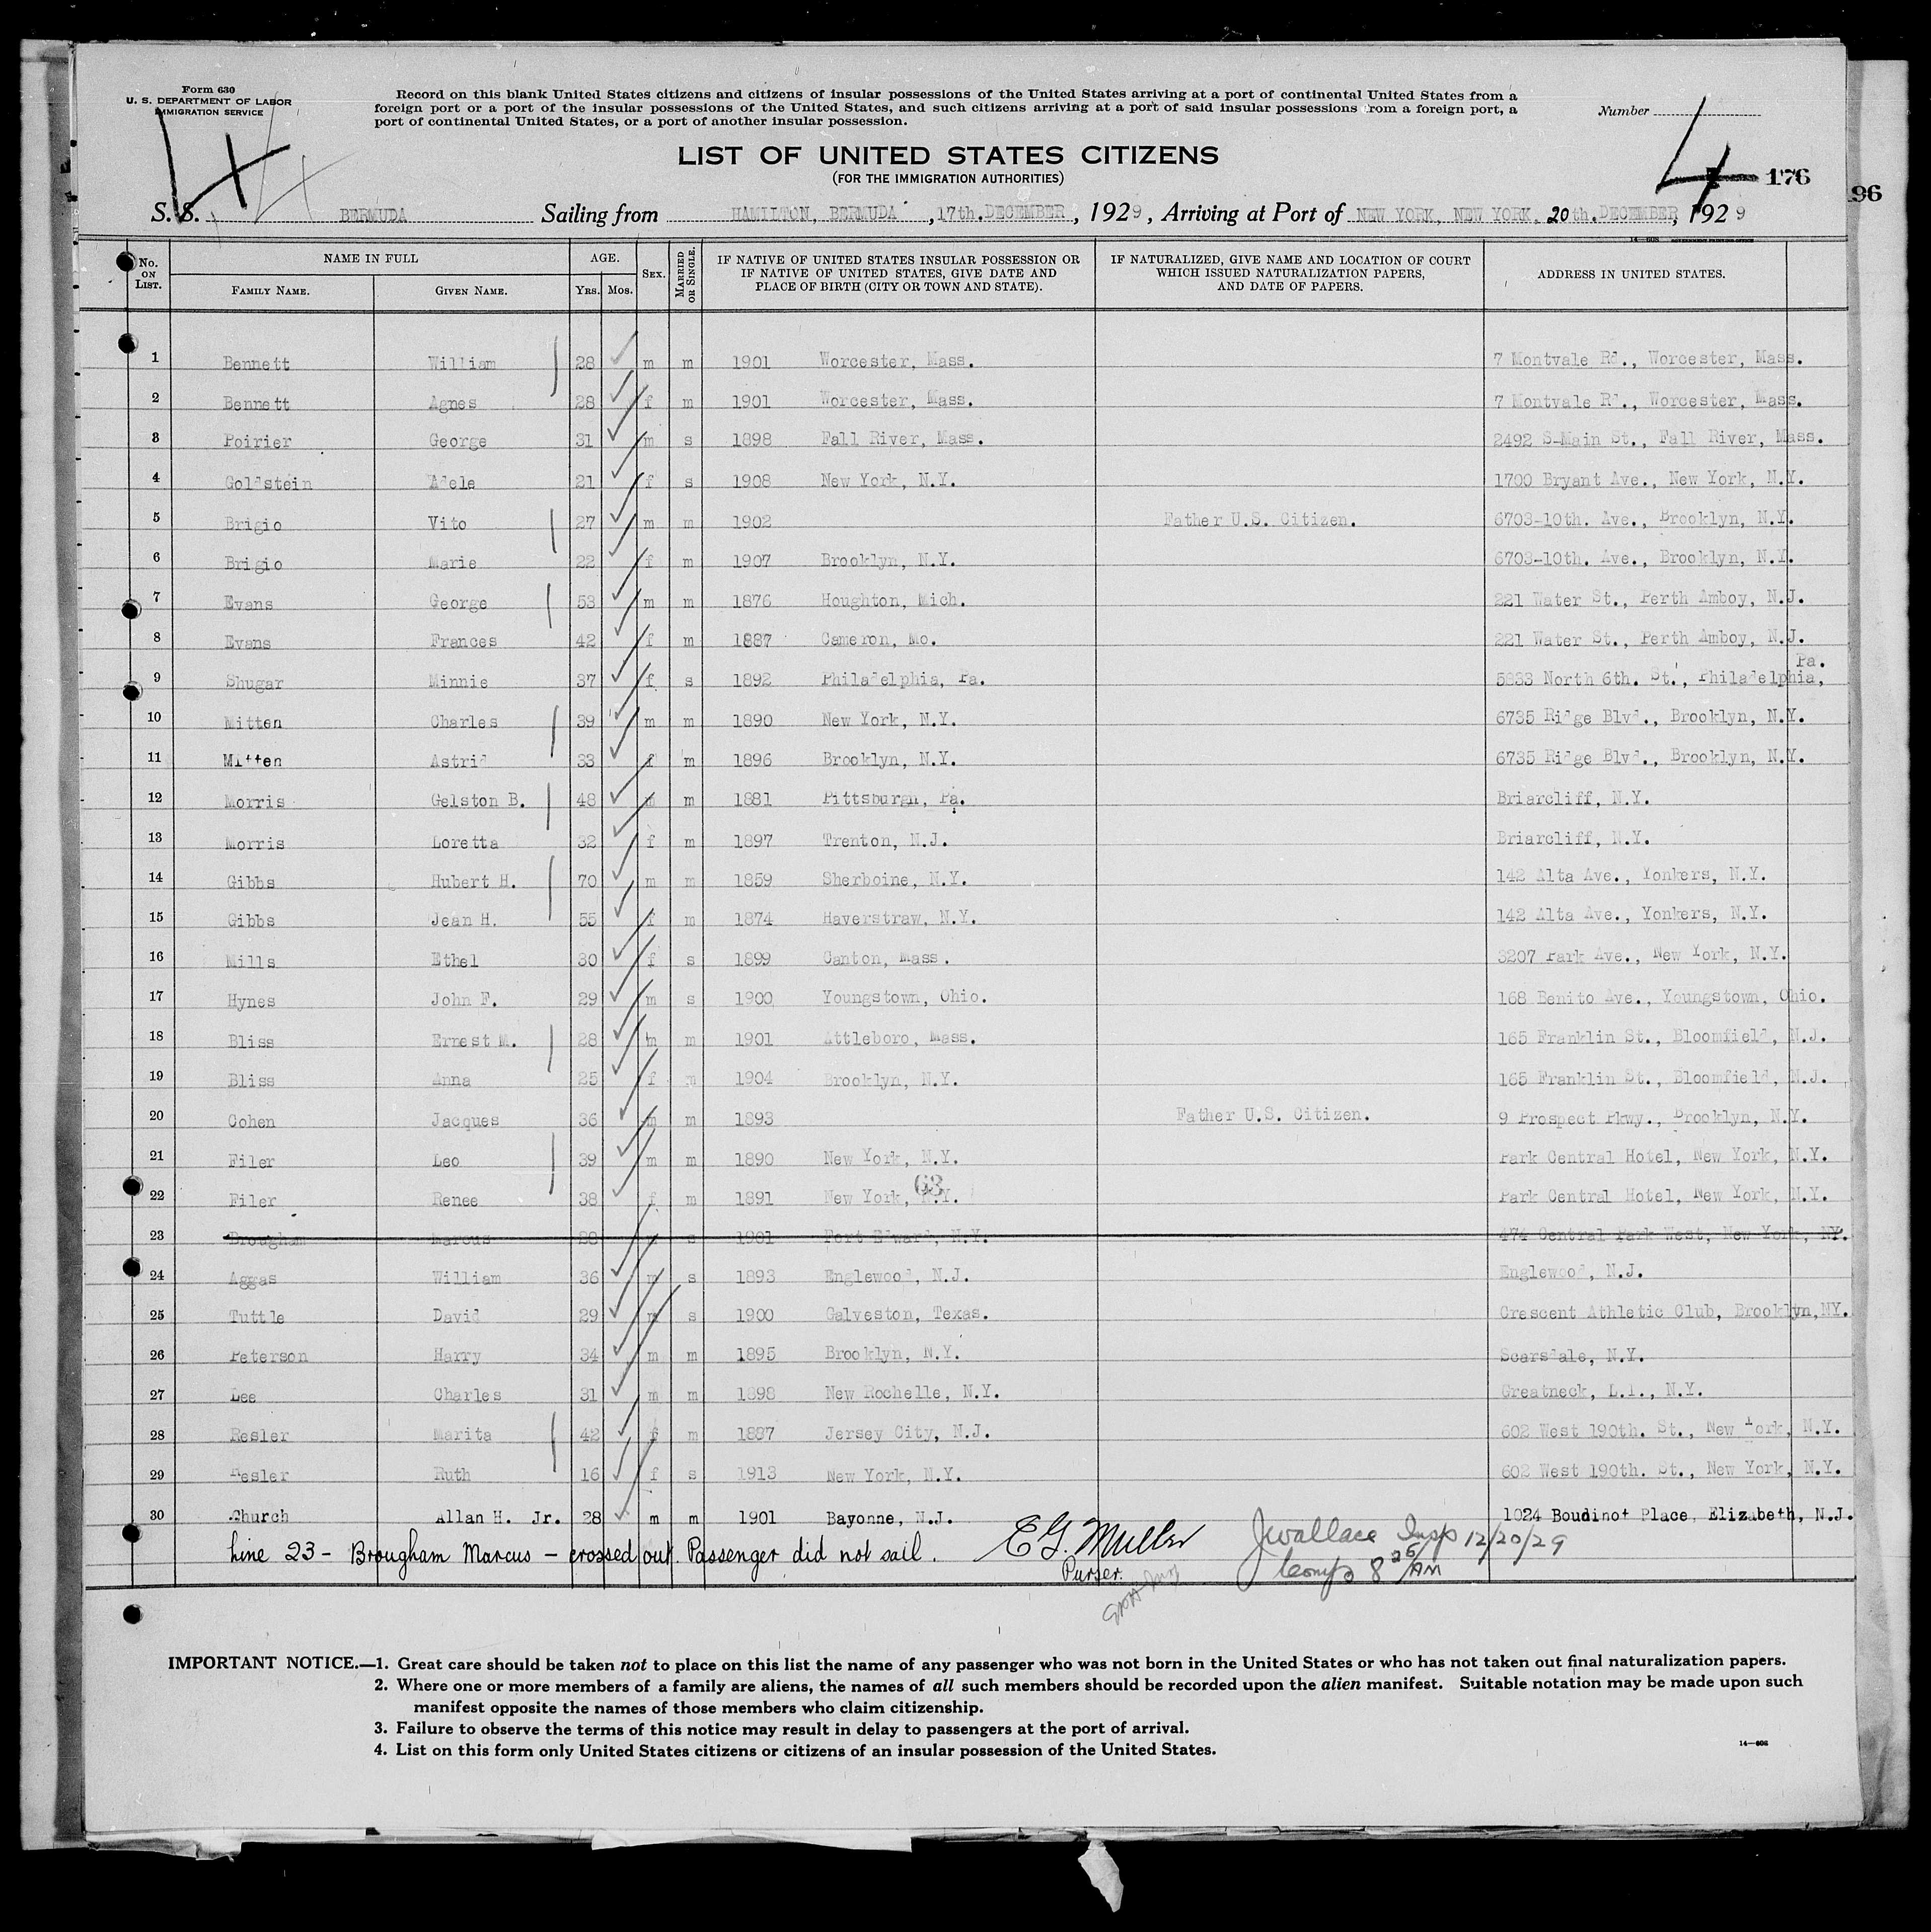 Form 630
U. S. DEPARTMENT OF LABOR
IMMIGRATION SERVICE
Record on this blank United States citizens and citizens of insular possessions of the United States arriving at a port of continental United States from a
foreign port or a port of the insular possessions of the United States, and such citizens arriving at a port of said insular possessions from a foreign port, a
port of continental United States, or a port of another insular possession.
Number
4 176
96
LIST OF UNITED STATES CITIZENS
(FOR THE IMMIGRATION AUTHORITIES)
S. S. BERMUDA Sailing from HAMILTON, BERMUDA, 17th. DECEMBER, 1929, Arriving at Port of NEW YORK, NEW YORK, 20th. DECEMBER, 1929
14—608 GOVERNMENT PRINTING OFFICE
No. ON LIST. NAME IN FULL FAMILY NAME. GIVEN NAME. AGE. YRS. MOS. SEX. MARRIED OR SINGLE. IF NATIVE OF UNITED STATES INSULAR POSSESSION OR IF NATIVE OF UNITED STATES, GIVE DATE AND PLACE OF BIRTH (CITY OR TOWN AND STATE). IF NATURALIZED, GIVE NAME AND LOCATION OF COURT WHICH ISSUED NATURALIZATION PAPERS, AND DATE OF PAPERS. ADDRESS IN UNITED STATES.
1 Bennett William 28 m m 1901 Worcester, Mass. 7 Montvale Rd., Worcester, Mass.
2 Bennett Agnes 28 f m 1901 Worcester, Mass. 7 Montvale Rd., Worcester, Mass.
3 Poirier George 31 m s 1898 Fall River, Mass. 2492 S-Main St., Fall River, Mass.
4 Goldstein Adele 21 f s 1908 New York, N.Y. 1700 Bryant Ave., New York, N.Y.
5 Brigio Vito 27 m m 1902 Father U.S. Citizen. 6703-10th. Ave., Brooklyn, N.Y.
6 Brigio Marie 22 f m 1907 Brooklyn, N.Y. 6703-10th. Ave., Brooklyn, N.Y.
7 Evans George 53 m m 1876 Houghton, Mich. 221 Water St., Perth Amboy, N.J.
8 Evans Frances 42 f m 1887 Cameron, Mo. 221 Water St., Perth Amboy, N.J.
9 Shugar Minnie 37 f s 1892 Philadelphia, Pa. 5833 North 6th. St., Philadelphia, Pa.
10 Mitten Charles 39 m m 1890 New York, N.Y. 6735 Ridge Blvd., Brooklyn, N.Y.
11 Mitten Astrid 33 f m 1896 Brooklyn, N.Y. 6735 Ridge Blvd., Brooklyn, N.Y.
12 Morris Gelston B. 48 m m 1881 Pittsburgh, Pa. Briarcliff, N.Y.
13 Morris Loretta 32 f m 1897 Trenton, N.J. Briarcliff, N.Y.
14 Gibbs Hubert H. 70 m m 1859 Sherboine, N.Y. 142 Alta Ave., Yonkers, N.Y.
15 Gibbs Jean H. 55 f m 1874 Haverstraw, N.Y. 142 Alta Ave., Yonkers, N.Y.
16 Mills Ethel 30 f s 1899 Canton, Mass. 3207 Park Ave., New York, N.Y.
17 Hynes John F. 29 m s 1900 Youngstown, Ohio. 168 Benito Ave., Youngstown, Ohio.
18 Bliss Ernest M. 28 m m 1901 Attleboro, Mass. 165 Franklin St., Bloomfield, N.J.
19 Bliss Anna 25 f m 1904 Brooklyn, N.Y. 165 Franklin St., Bloomfield, N.J.
20 Cohen Jacques 36 m m 1893 Father U.S. Citizen. 9 Prospect Pkwy., Brooklyn, N.Y.
21 Filer Leo 39 m m 1890 New York, N.Y. Park Central Hotel, New York, N.Y.
63
22 Filer Renee 38 f m 1891 New York, N.Y. Park Central Hotel, New York, N.Y.
23 Brougham Marcus 28 m s 1901 Fort Edward, N.Y. 474 Central Park West, New York, NY.
24 Aggas William 36 m s 1893 Englewood, N.J. Englewood, N.J.
25 Tuttle David 29 m s 1900 Galveston, Texas. Crescent Athletic Club, Brooklyn, NY.
26 Peterson Harry 34 m m 1895 Brooklyn, N.Y. Scarsdale, N.Y.
27 Lee Charles 31 m m 1898 New Rochelle, N.Y. Greatneck, L.I., N.Y.
28 Resler Marita 42 f m 1887 Jersey City, N.J. 602 West 190th. St., New York, N.Y.
29 Resler Ruth 16 f s 1913 New York, N.Y. 602 West 190th. St., New York, N.Y.
30 Church Allan H. Jr. 28 m m 1901 Bayonne, N.J. 1024 Boudinot Place, Elizabeth, N.J.
Line 23 - Brougham Marcus - crossed out. Passenger did not sail. E G. Muller J Wallace Insp 12/20/29
Purser. Comp 8 25 AM
IMPORTANT NOTICE.—1. Great care should be taken not to place on this list the name of any passenger who was not born in the United States or who has not taken out final naturalization papers.
2. Where one or more members of a family are aliens, the names of all such members should be recorded upon the alien manifest. Suitable notation may be made upon such
manifest opposite the names of those members who claim citizenship.
3. Failure to observe the terms of this notice may result in delay to passengers at the port of arrival.
4. List on this form only United States citizens or citizens of an insular possession of the United States.
14—608